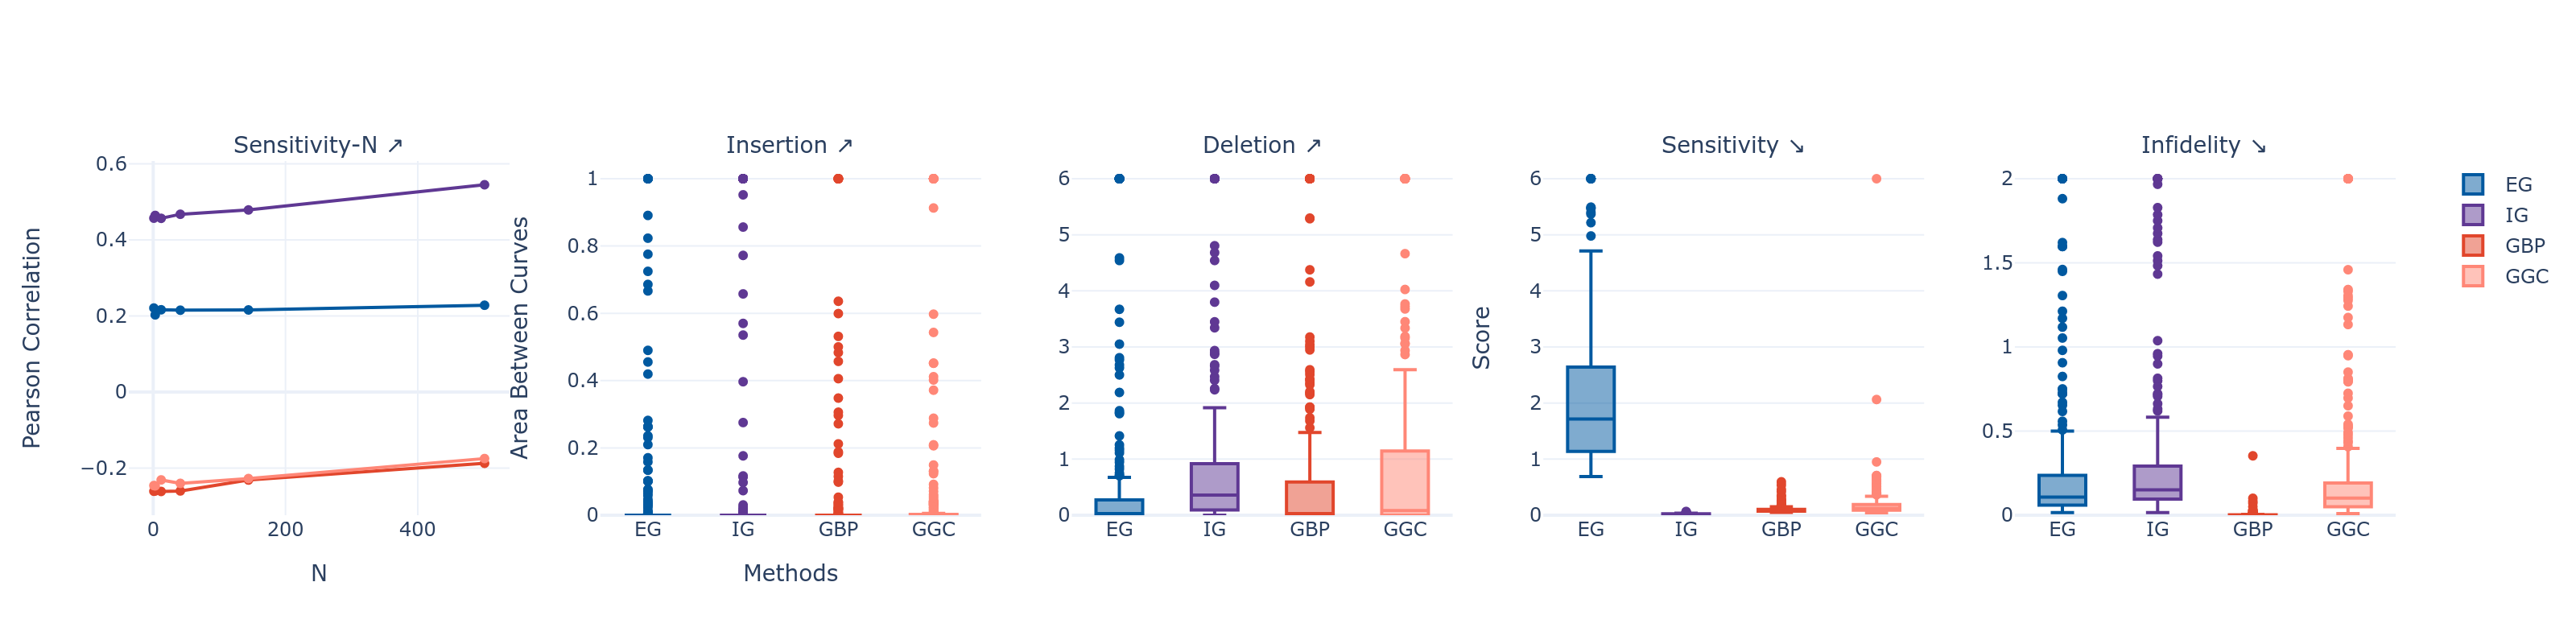 Sensitivity-N ↗
Insertion ↗
Deletion ↗
Sensitivity ↘
Infidelity ↘
Pearson Correlation
0.6
0.4
0.2
0
−0.2
0
200
400
N
Area Between Curves
1
0.8
0.6
0.4
0.2
0
EG
IG
GBP
GGC
Methods
6
5
4
3
2
1
0
EG
IG
GBP
GGC
Score
6
5
4
3
2
1
0
EG
IG
GBP
GGC
2
1.5
1
0.5
0
EG
IG
GBP
GGC
EG
IG
GBP
GGC